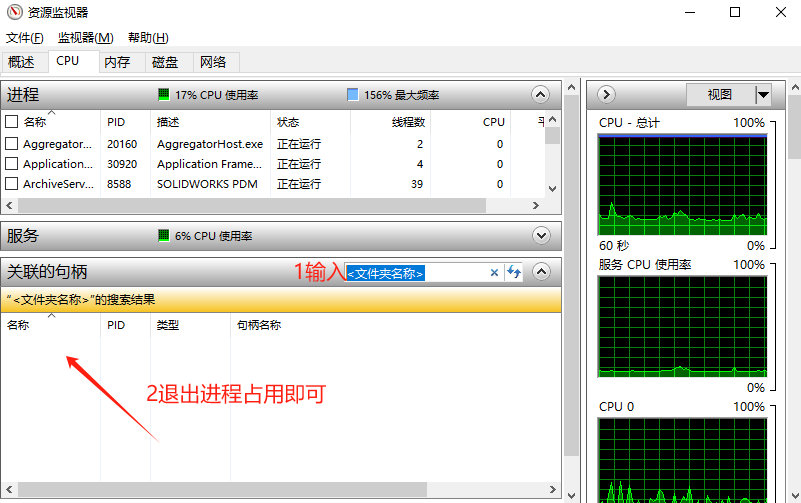 资源监视器
文件(F) 监视器(M) 帮助(H)
概述 CPU 内存 磁盘 网络
进程 17% CPU 使用率 156% 最大频率
名称 PID 描述 状态 线程数 CPU
Aggregator... 20160 AggregatorHost.exe 正在运行 2 0
Application... 30920 Application Frame... 正在运行 4 0
ArchiveServ... 8588 SOLIDWORKS PDM 正在运行 39 0
服务 6% CPU 使用率
关联的句柄 1输入 <文件夹名称>
"<文件夹名称>"的搜索结果
名称 PID 类型 句柄名称
2退出进程占用即可
视图
CPU - 总计 100%
60 秒 0%
服务 CPU 使用率 100%
0%
CPU 0 100%